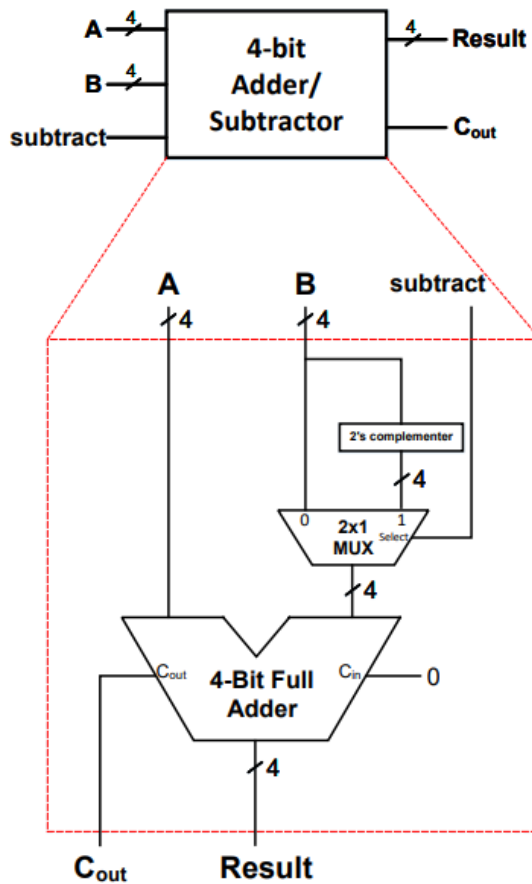 A
4
4-bit
4
Result
B
4
Adder/
Subtractor
subtract
Cout
A
B
subtract
4
4
2's complementer
4
0
1
2x1
MUX
Select
4
Cout
4-Bit Full
Adder
Cin
0
4
Cout
Result